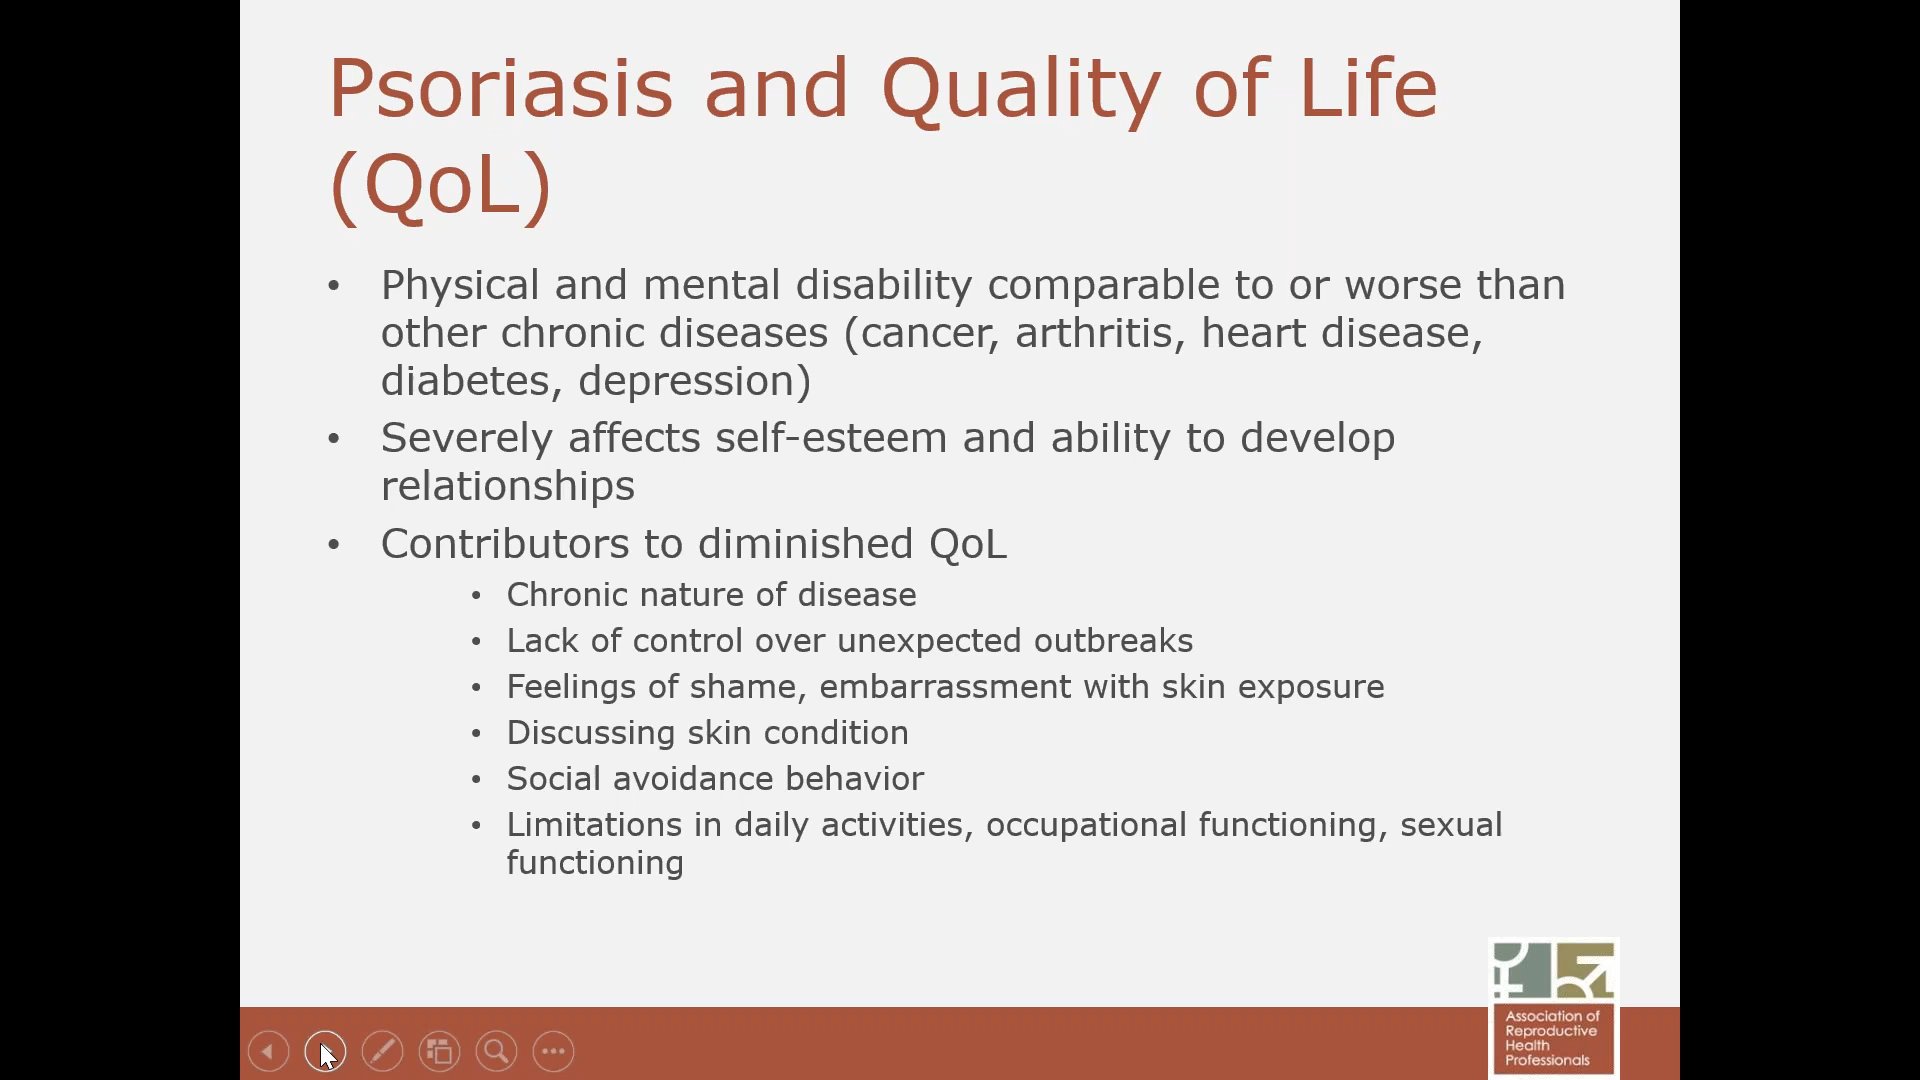 Psoriasis and Quality of Life
(QoL)
• Physical and mental disability comparable to or worse than
other chronic diseases (cancer, arthritis, heart disease,
diabetes, depression)
• Severely affects self-esteem and ability to develop
relationships
• Contributors to diminished QoL
• Chronic nature of disease
• Lack of control over unexpected outbreaks
• Feelings of shame, embarrassment with skin exposure
• Discussing skin condition
• Social avoidance behavior
• Limitations in daily activities, occupational functioning, sexual
functioning
Association of
Reproductive
Health
Professionals